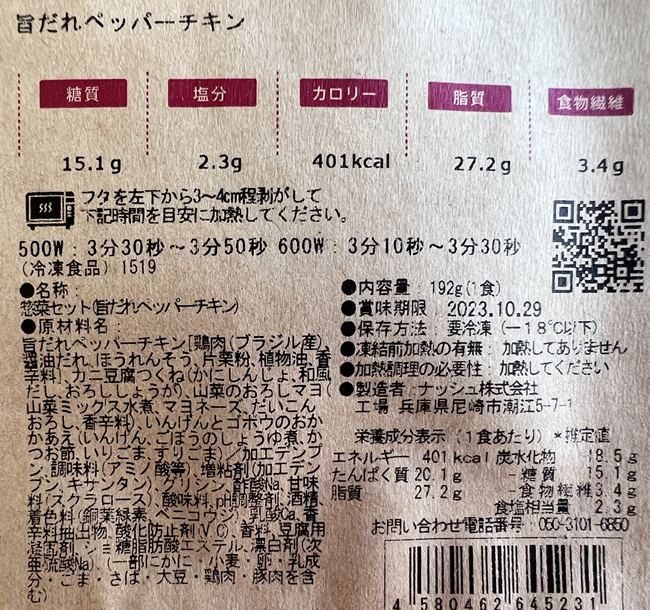 旨だれペッパーチキン
糖質 塩分 カロリー 脂質 食物繊維
15.1g 2.3g 401kcal 27.2g 3.4g
フタを左下から3～4cm程剥がして
下記時間を目安に加熱してください。
500W：3分30秒～3分50秒 600W：3分10秒～3分30秒
(冷凍食品) 1519
●名称：
惣菜セット(旨だれペッパーチキン)
●原材料名：
旨だれペッパーチキン[鶏肉(ブラジル産)、
醤油だれ、ほうれんそう、片栗粉、植物油、香
辛料]、カニ豆腐つくね(かにしんじょ、和風
だし、おろししょうが)、山菜のおろしマヨ(
山菜ミックス水煮、マヨネーズ、だいこん
おろし、香辛料)、いんげんとゴボウのおか
かあえ(いんげん、ごぼうのしょうゆ煮、か
つお節、いりごま、すりごま)／加工デンプ
ン、調味料(アミノ酸等)、増粘剤(加工デン
プン、キサンタン)、グリシン、酢酸Na、甘味
料(スクラロース)、酸味料、pH調整剤、酒精、
着色料(銅葉緑素、ベニコウジ)、乳酸Ca、香
辛料抽出物、酸化防止剤(V.C)、香料、豆腐用
凝固剤、ショ糖脂肪酸エステル、漂白剤(次
亜硫酸Na)、(一部にかに・小麦・卵・乳成
分・ごま・さば・大豆・鶏肉・豚肉を含
む)
●内容量：192g(1食)
●賞味期限：2023.10.29
●保存方法：要冷凍(－18℃以下)
●凍結前加熱の有無：加熱してありません
●加熱調理の必要性：加熱してください
●製造者：ナッシュ株式会社
工場 兵庫県尼崎市潮江5-7-1
栄養成分表示(1食あたり)＊推定値
エネルギー 401kcal 炭水化物 18.5g
たんぱく質 20.1g -糖質 15.1g
脂質 27.2g -食物繊維 3.4g
食塩相当量 2.3g
お問い合わせ電話番号：050-3101-6850
4 580462 645231